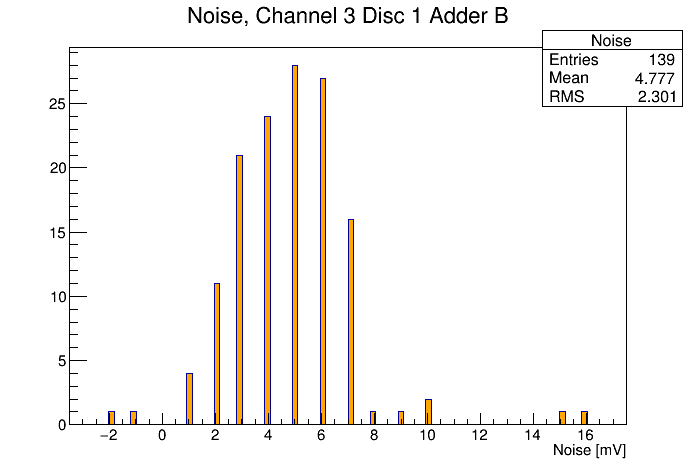 Noise, Channel 3 Disc 1 Adder B
Noise
Entries 139
Mean 4.777
RMS 2.301
25
20
15
10
5
0
−2 0 2 4 6 8 10 12 14 16
Noise [mV]